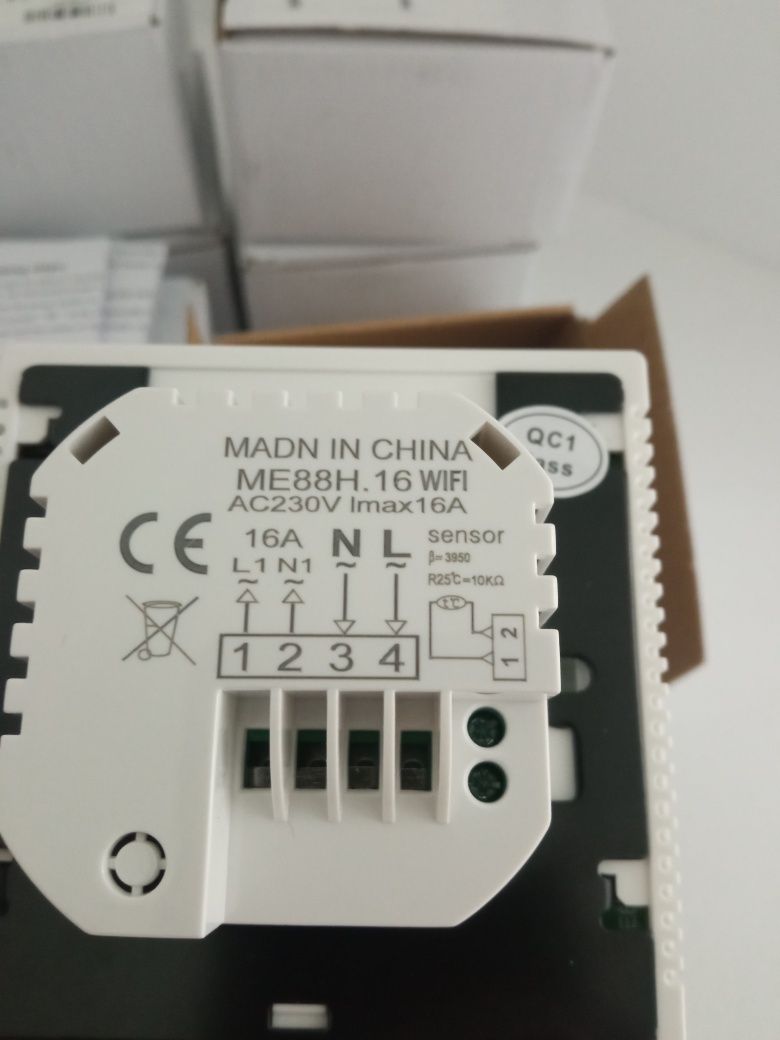 MADN IN CHINA
ME88H.16 WIFI
AC230V Imax16A
CE
16A N L sensor
β=3950
L1 N1
R25℃=10KΩ
~ ~ ~ ~
t℃
1 2 3 4
1 2
QC1